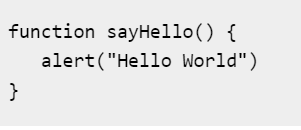 function sayHello() {
   alert("Hello World")
}